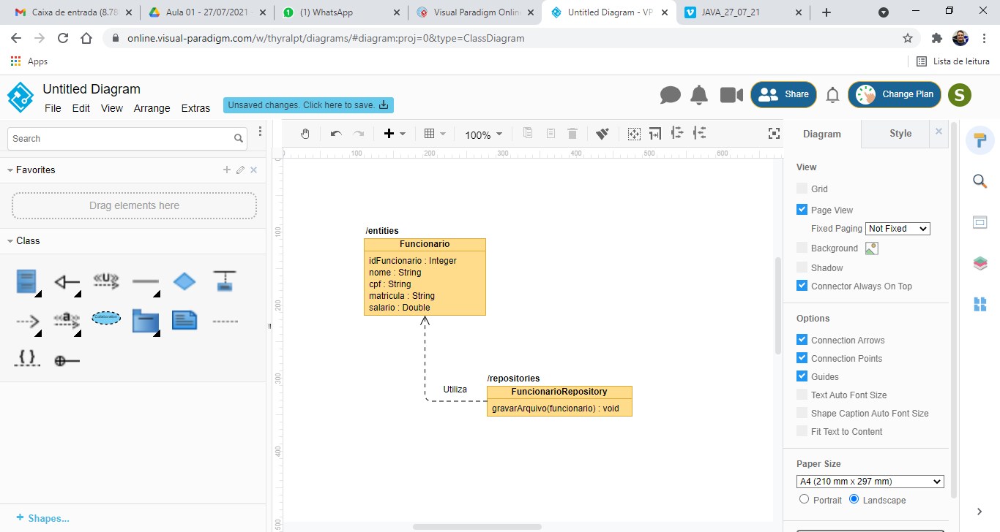 Caixa de entrada (8.78
Aula 01 - 27/07/2021 -
(1) WhatsApp
Visual Paradigm Online
Untitled Diagram - VP
JAVA_27_07_21
online.visual-paradigm.com/w/thyralpt/diagrams/#diagram:proj=0&type=ClassDiagram
Apps
Lista de leitura
Untitled Diagram
File Edit View Arrange Extras
Unsaved changes. Click here to save.
Share
Change Plan
S
Search
100%
Diagram
Style
100 200 300 400 500 600
Favorites
Drag elements here
Class
«U»
«a»
Collaboration
{ }
Shapes...
0
100
200
300
400
500
/entities
Funcionario
idFuncionario : Integer
nome : String
cpf : String
matricula : String
salario : Double
Utiliza
/repositories
FuncionarioRepository
gravarArquivo(funcionario) : void
View
Grid
Page View
Fixed Paging Not Fixed
Background
Shadow
Connector Always On Top
Options
Connection Arrows
Connection Points
Guides
Text Auto Font Size
Shape Caption Auto Font Size
Fit Text to Content
Paper Size
A4 (210 mm x 297 mm)
Portrait Landscape